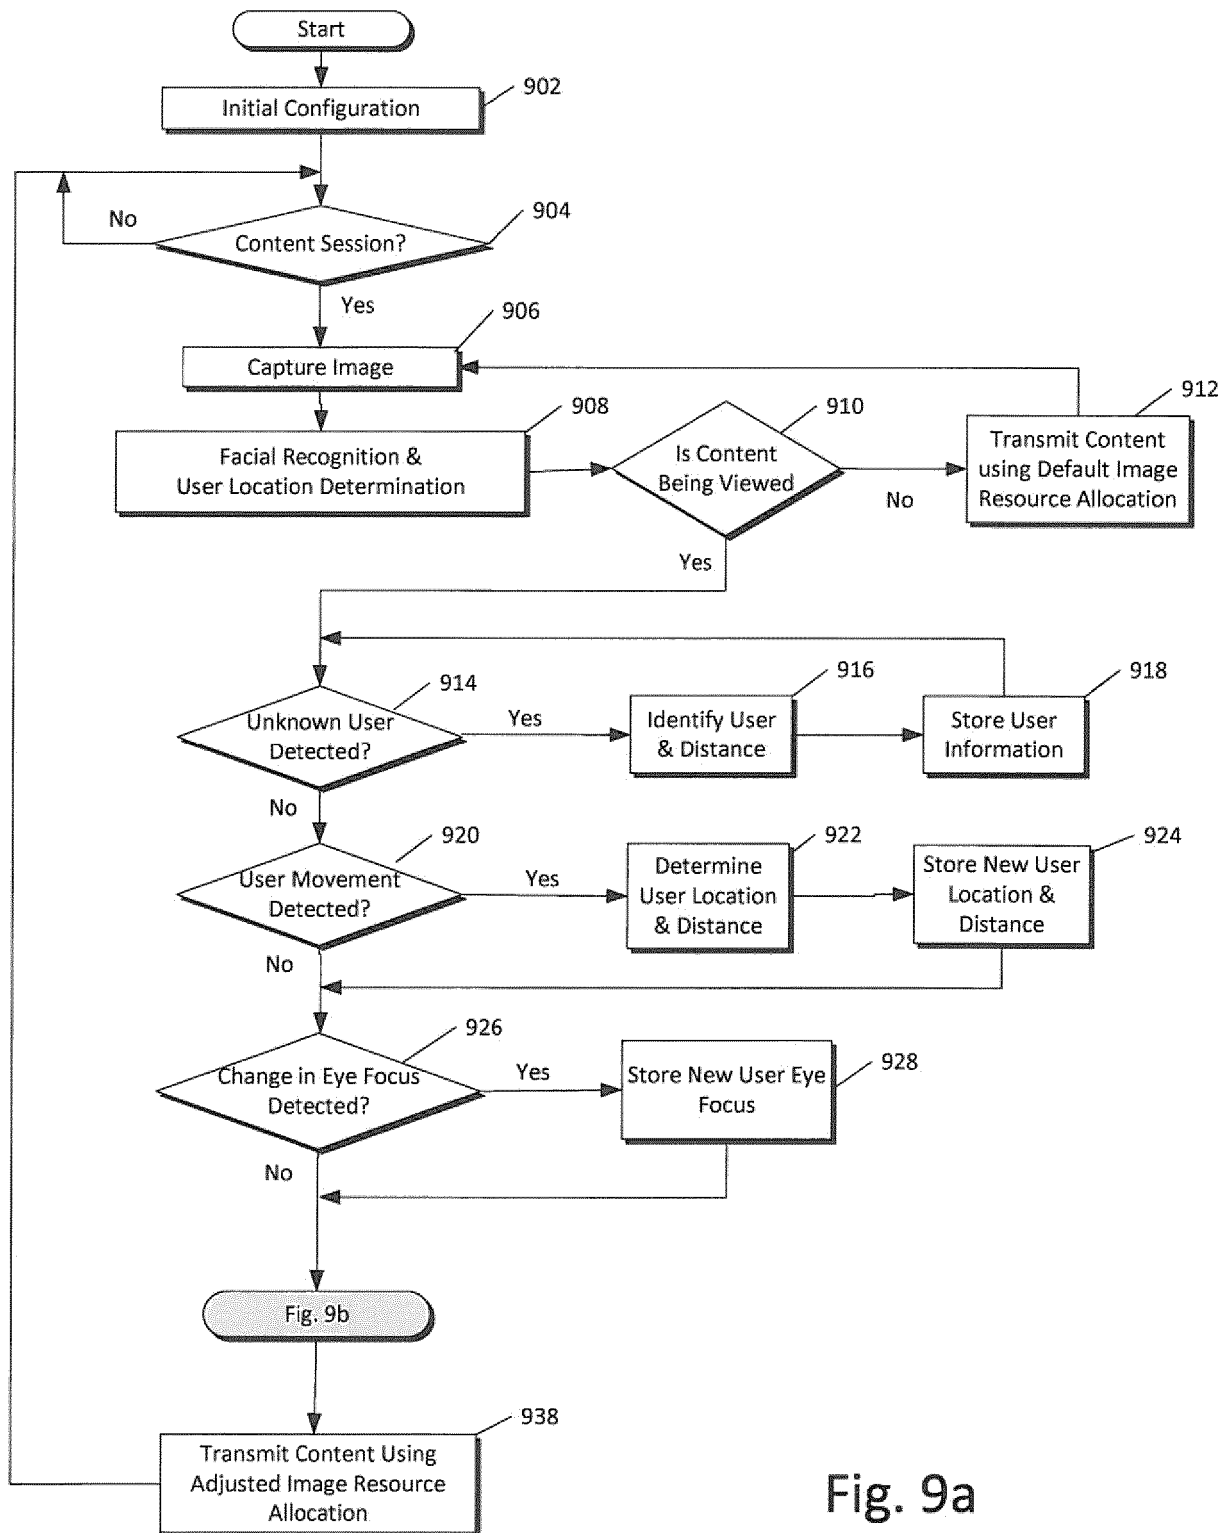 Start
902
Initial Configuration
No
904
Content Session?
Yes
906
Capture Image
908
Facial Recognition &
User Location Determination
910
Is Content
Being Viewed
No
912
Transmit Content
using Default Image
Resource Allocation
Yes
914
Unknown User
Detected?
Yes
916
Identify User
& Distance
918
Store User
Information
No
920
User Movement
Detected?
Yes
922
Determine
User Location
& Distance
924
Store New User
Location &
Distance
No
926
Change in Eye Focus
Detected?
Yes
Store New User Eye
Focus
928
No
Fig. 9b
938
Transmit Content Using
Adjusted Image Resource
Allocation
Fig. 9a